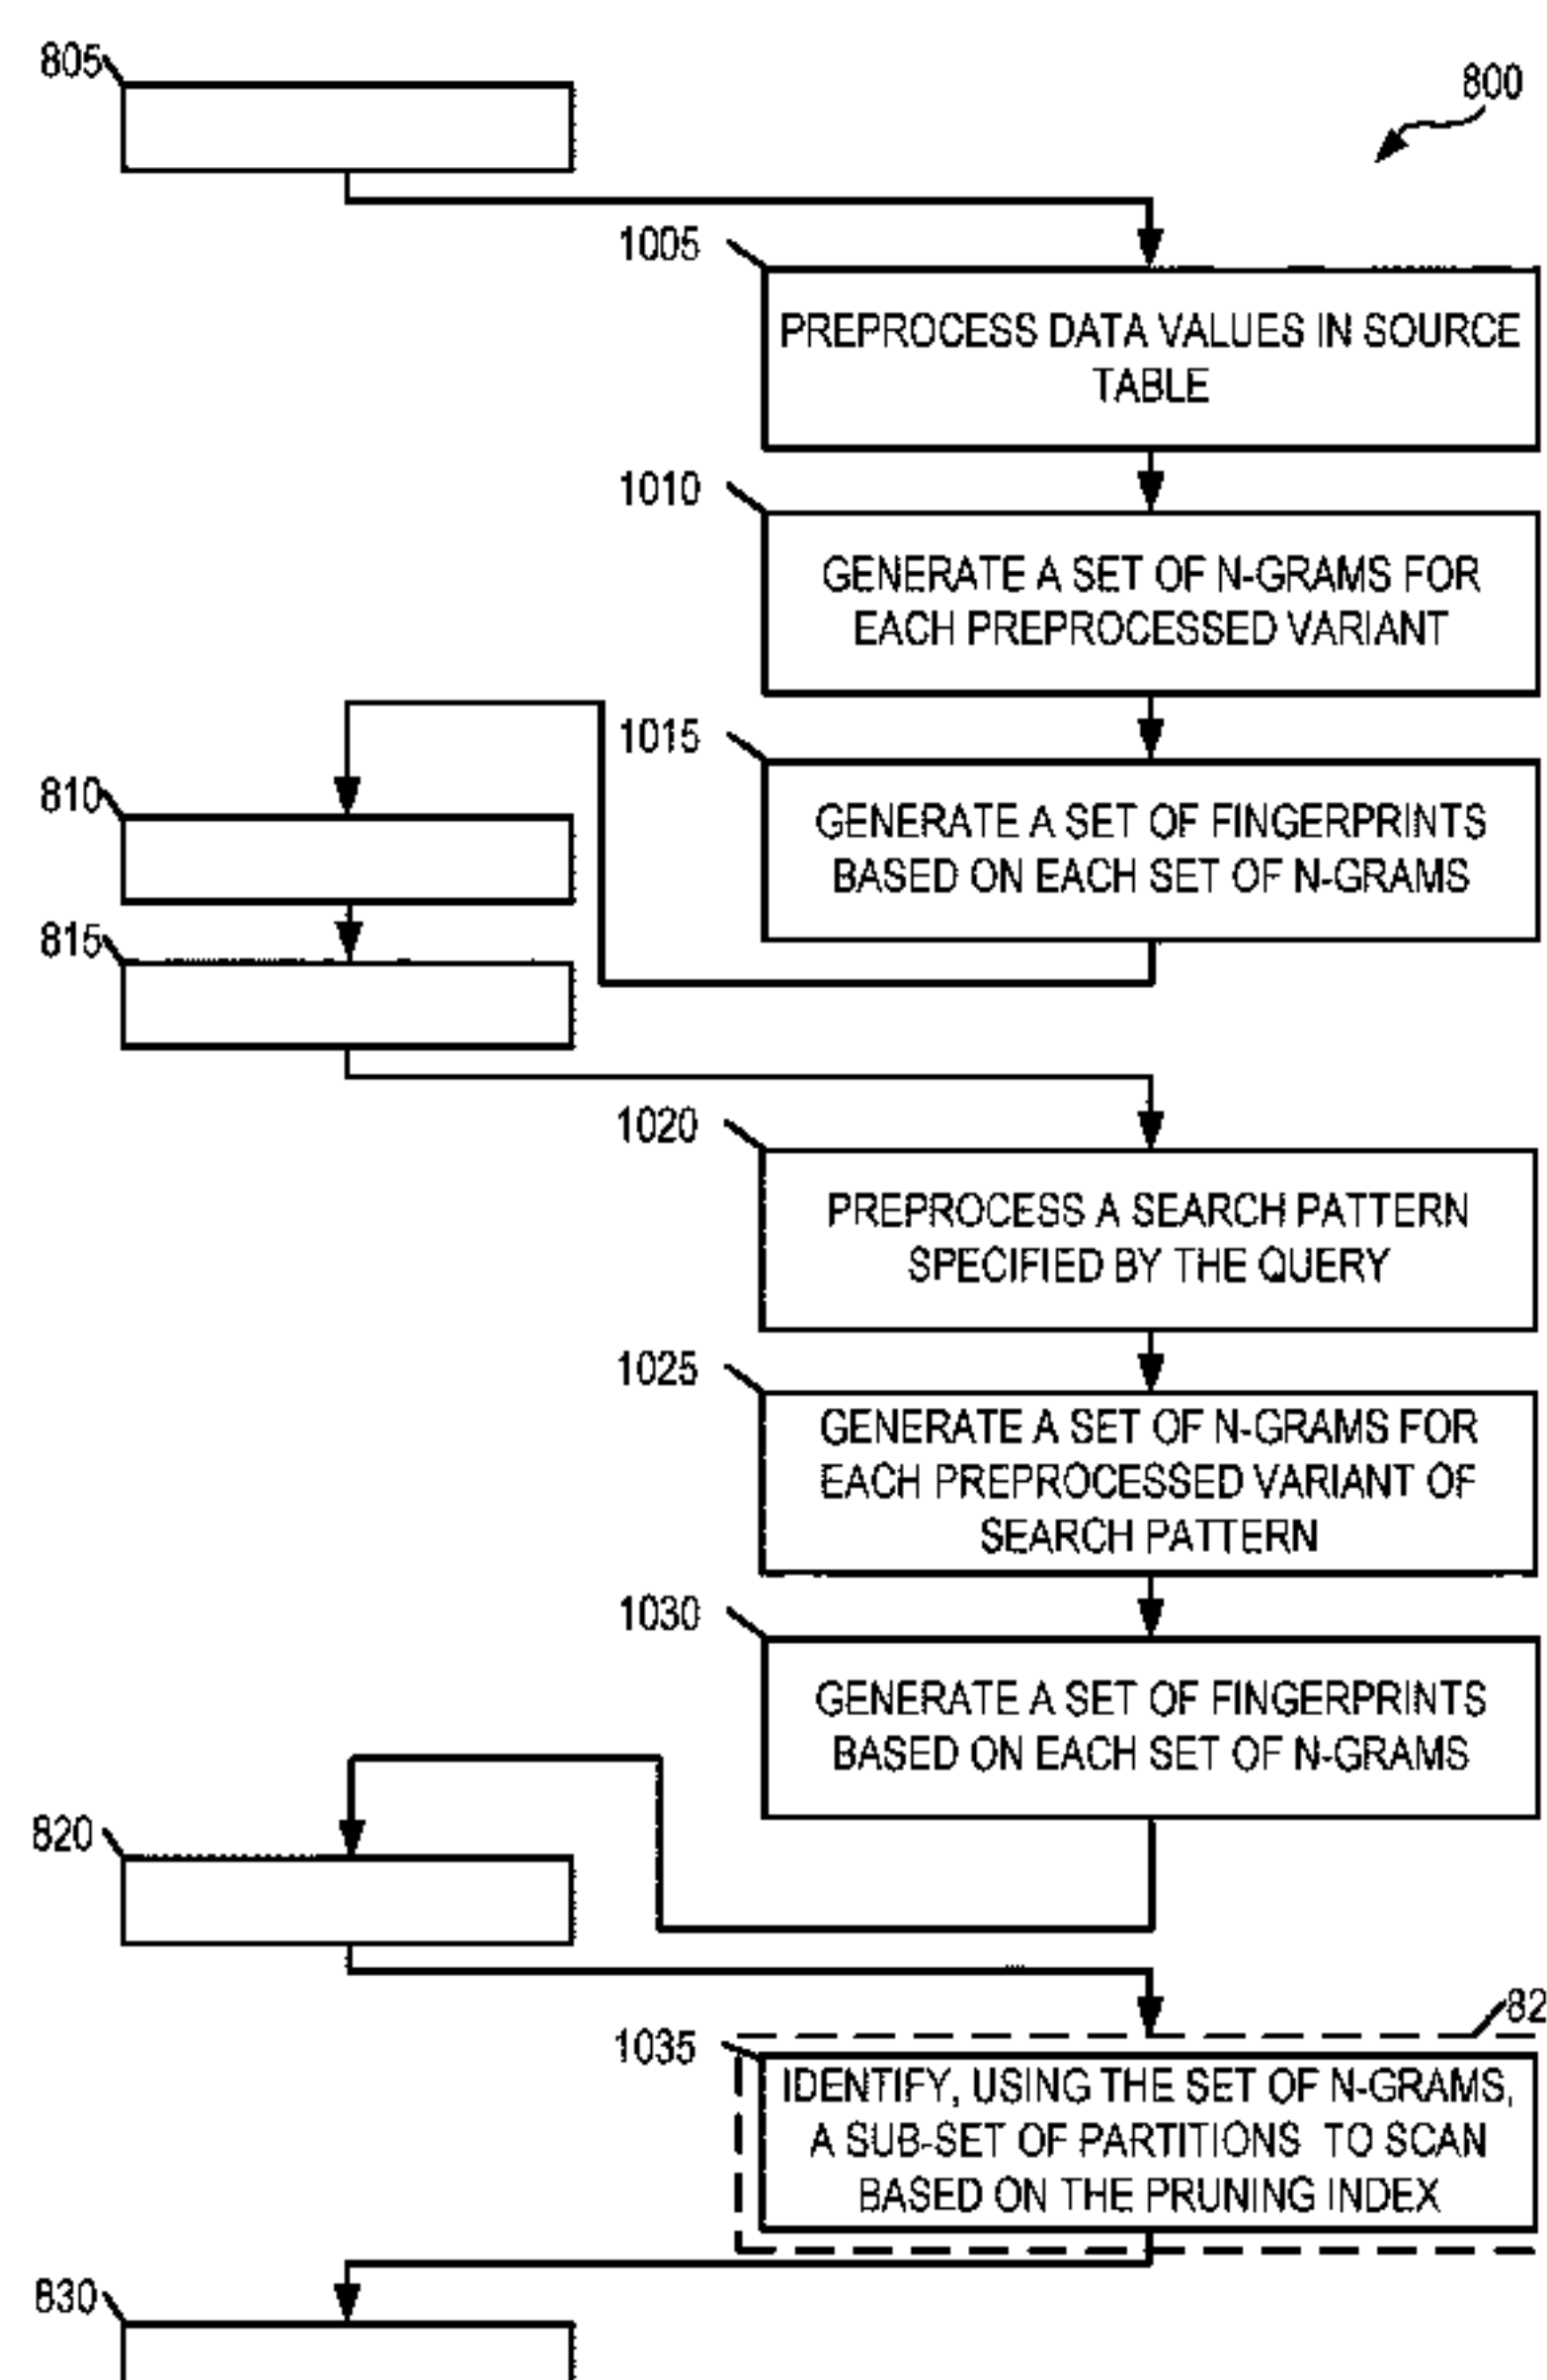 805
800
1005
PREPROCESS DATA VALUES IN SOURCE
TABLE
1010
GENERATE A SET OF N-GRAMS FOR
EACH PREPROCESSED VARIANT
1015
GENERATE A SET OF FINGERPRINTS
BASED ON EACH SET OF N-GRAMS
810
815
1020
PREPROCESS A SEARCH PATTERN
SPECIFIED BY THE QUERY
1025
GENERATE A SET OF N-GRAMS FOR
EACH PREPROCESSED VARIANT OF
SEARCH PATTERN
1030
GENERATE A SET OF FINGERPRINTS
BASED ON EACH SET OF N-GRAMS
820
82
1035
IDENTIFY, USING THE SET OF N-GRAMS,
A SUB-SET OF PARTITIONS TO SCAN
BASED ON THE PRUNING INDEX
830